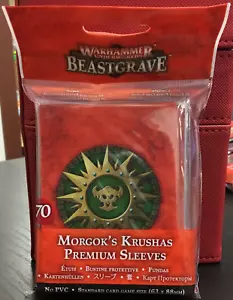 WARHAMMER
UNDERWORLDS
BEASTGRAVE
70
MORGOK'S KRUSHAS
PREMIUM SLEEVES
ÉTUIS • BUSTINE PROTETTIVE • FUNDAS
KARTENHÜLLEN • スリーブ • 套 • Карт Протекторы
NO PVC • STANDARD CARD GAME SIZE (63 x 88MM)